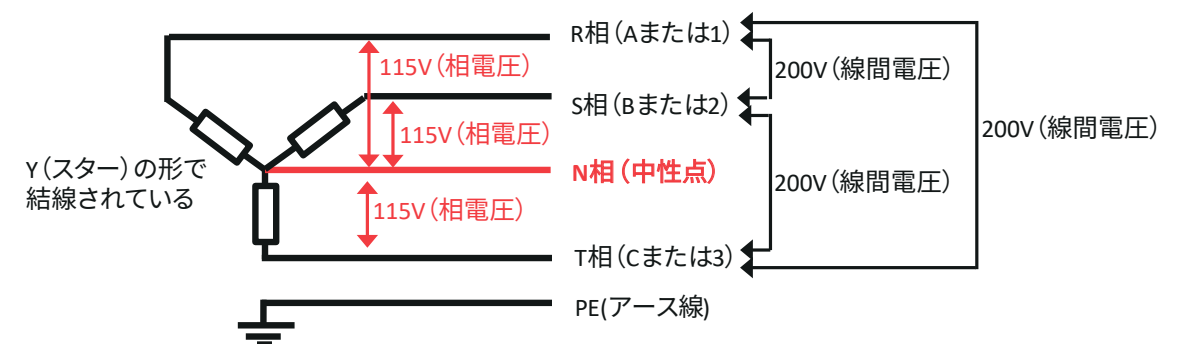 R相（Aまたは1）
115V（相電圧）
200V（線間電圧）
S相（Bまたは2）
115V（相電圧）
200V（線間電圧）
Y（スター）の形で
結線されている
N相（中性点）
200V（線間電圧）
115V（相電圧）
T相（Cまたは3）
PE(アース線)